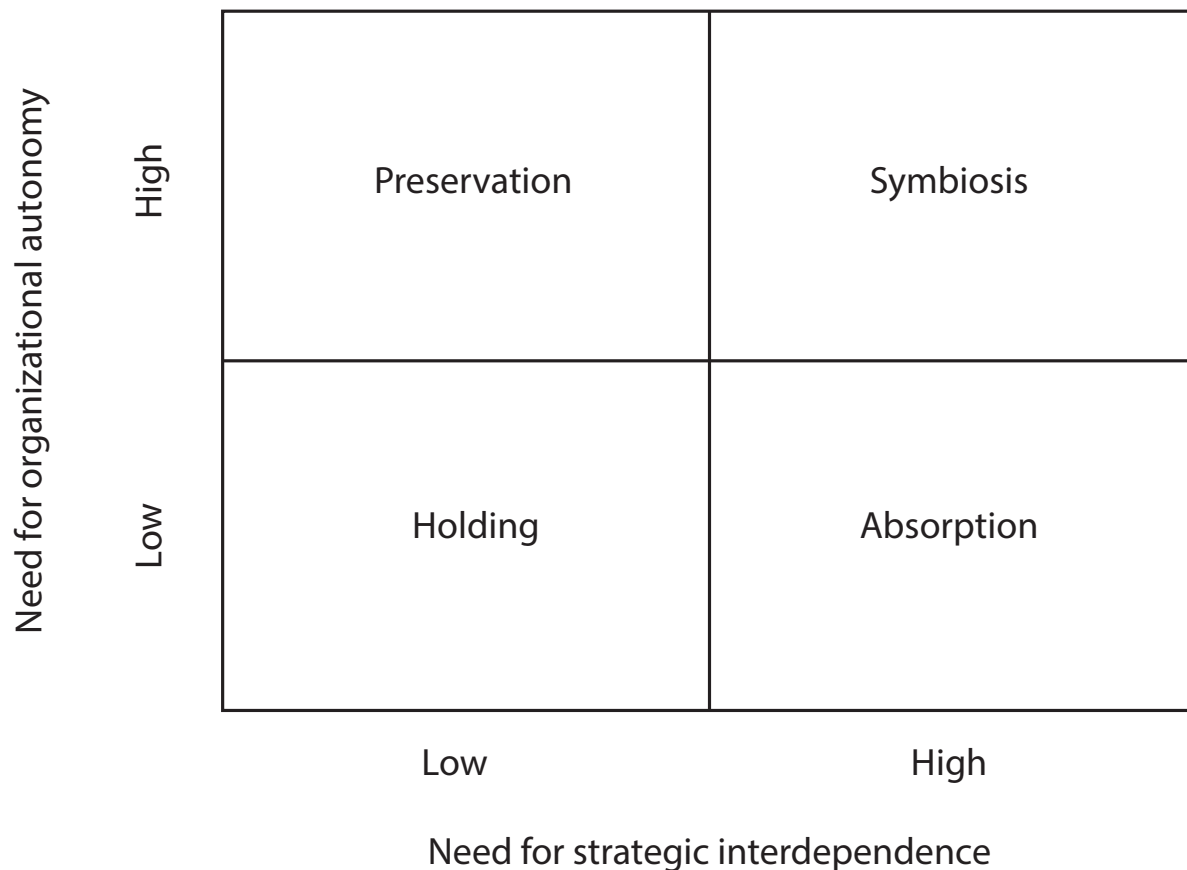 Need for organizational autonomy
High
Preservation
Symbiosis
Low
Holding
Absorption
Low
High
Need for strategic interdependence